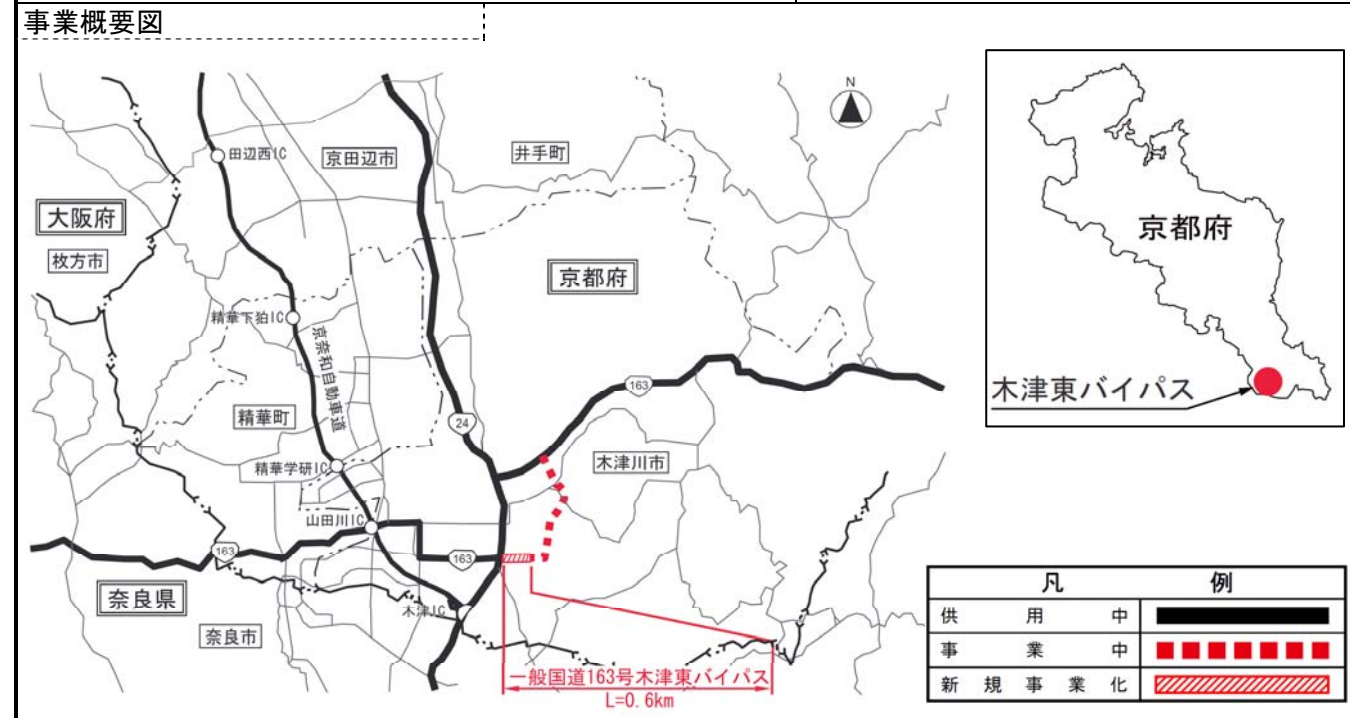 事業概要図
N
田辺西IC
京田辺市
井手町
大阪府
枚方市
京都府
精華下狛IC
京奈和自動車道
163
精華町
24
精華学研IC
木津川市
山田川IC
163
163
奈良県
木津IC
奈良市
一般国道163号木津東バイパス
L=0.6km
京都府
木津東バイパス
凡 例
供用中
事業中
新規事業化